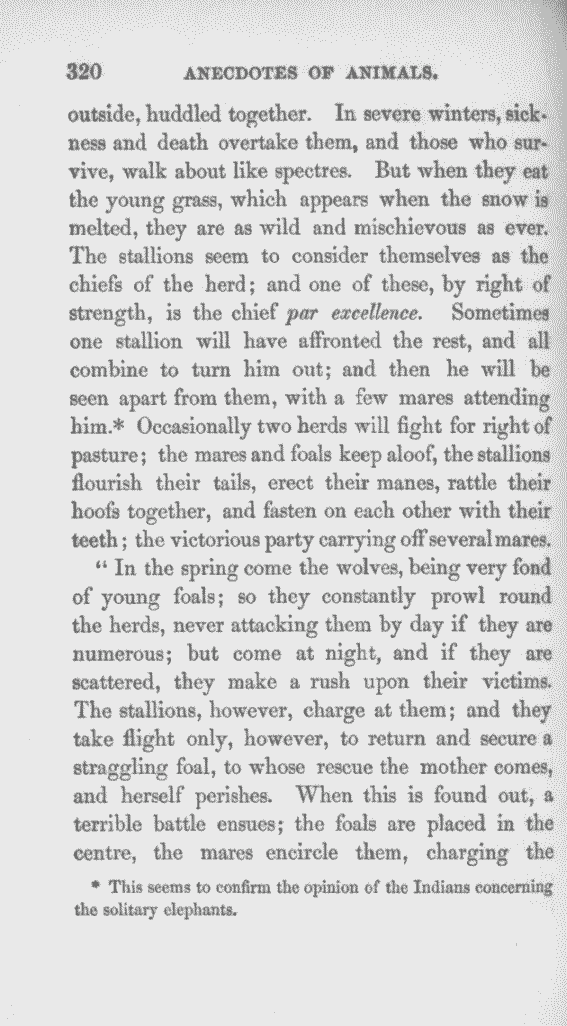 320 ANECDOTES OF ANIMALS.
outside, huddled together. In severe winters, sick-
ness and death overtake them, and those who sur-
vive, walk about like spectres. But when they eat
the young grass, which appears when the snow is
melted, they are as wild and mischievous as ever.
The stallions seem to consider themselves as the
chiefs of the herd; and one of these, by right of
strength, is the chief par excellence. Sometimes
one stallion will have affronted the rest, and all
combine to turn him out; and then he will be
seen apart from them, with a few mares attending
him.* Occasionally two herds will fight for right of
pasture; the mares and foals keep aloof, the stallions
flourish their tails, erect their manes, rattle their
hoofs together, and fasten on each other with their
teeth; the victorious party carrying off several mares.
“ In the spring come the wolves, being very fond
of young foals; so they constantly prowl round
the herds, never attacking them by day if they are
numerous; but come at night, and if they are
scattered, they make a rush upon their victims.
The stallions, however, charge at them; and they
take flight only, however, to return and secure a
straggling foal, to whose rescue the mother comes,
and herself perishes. When this is found out, a
terrible battle ensues; the foals are placed in the
centre, the mares encircle them, charging the
* This seems to confirm the opinion of the Indians concerning
the solitary elephants.